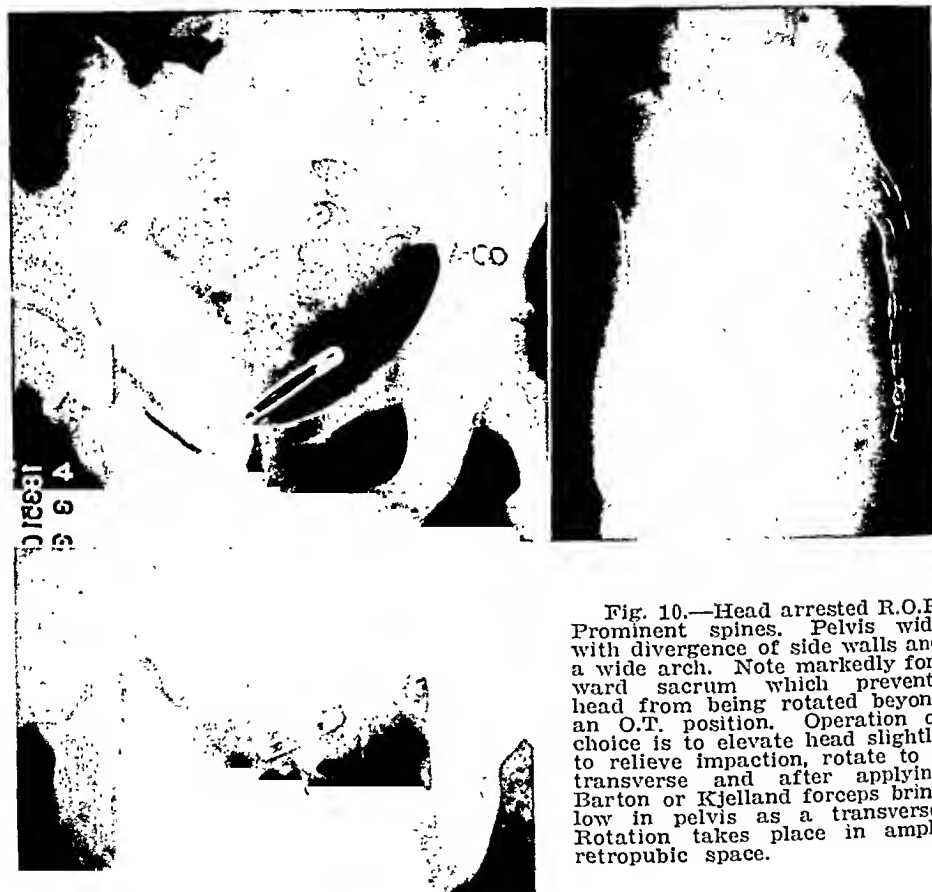 Fig. 10.—Head arrested R.O.P
Prominent spines. Pelvis wid
with divergence of side walls and
a wide arch. Note markedly for
ward sacrum which prevent
head from being rotated beyon
an O.T. position. Operation o
choice is to elevate head slightl
to relieve impaction, rotate to
transverse and after applyin
Barton or Kjelland forceps brin
low in pelvis as a transverse
Rotation takes place in ampl
retropubic space.